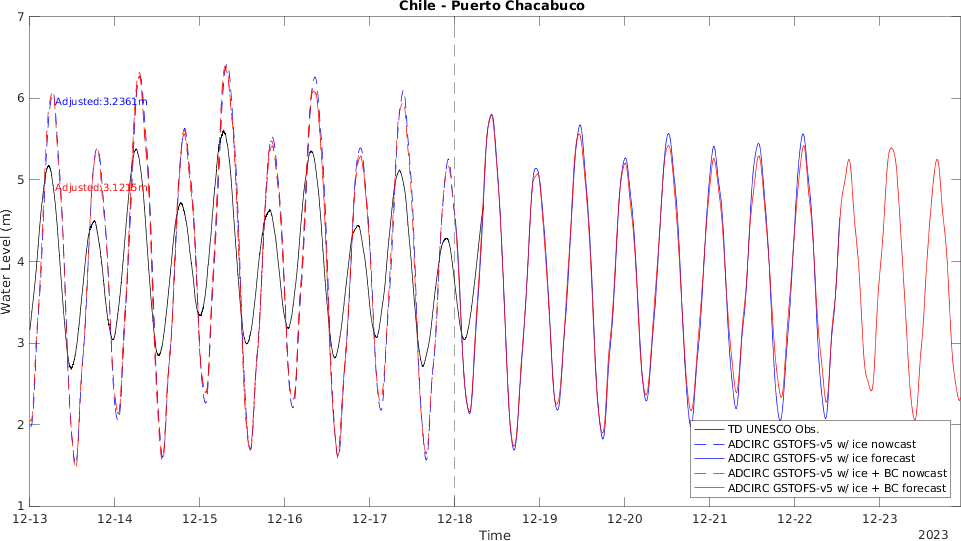 Chile - Puerto Chacabuco
7
6
5
4
3
2
1
Water Level (m)
Adjusted:3.2361m
Adjusted:3.1215m
TD UNESCO Obs.
ADCIRC GSTOFS-v5 w/ ice nowcast
ADCIRC GSTOFS-v5 w/ ice forecast
ADCIRC GSTOFS-v5 w/ ice + BC nowcast
ADCIRC GSTOFS-v5 w/ ice + BC forecast
12-13 12-14 12-15 12-16 12-17 12-18 12-19 12-20 12-21 12-22 12-23
Time
2023